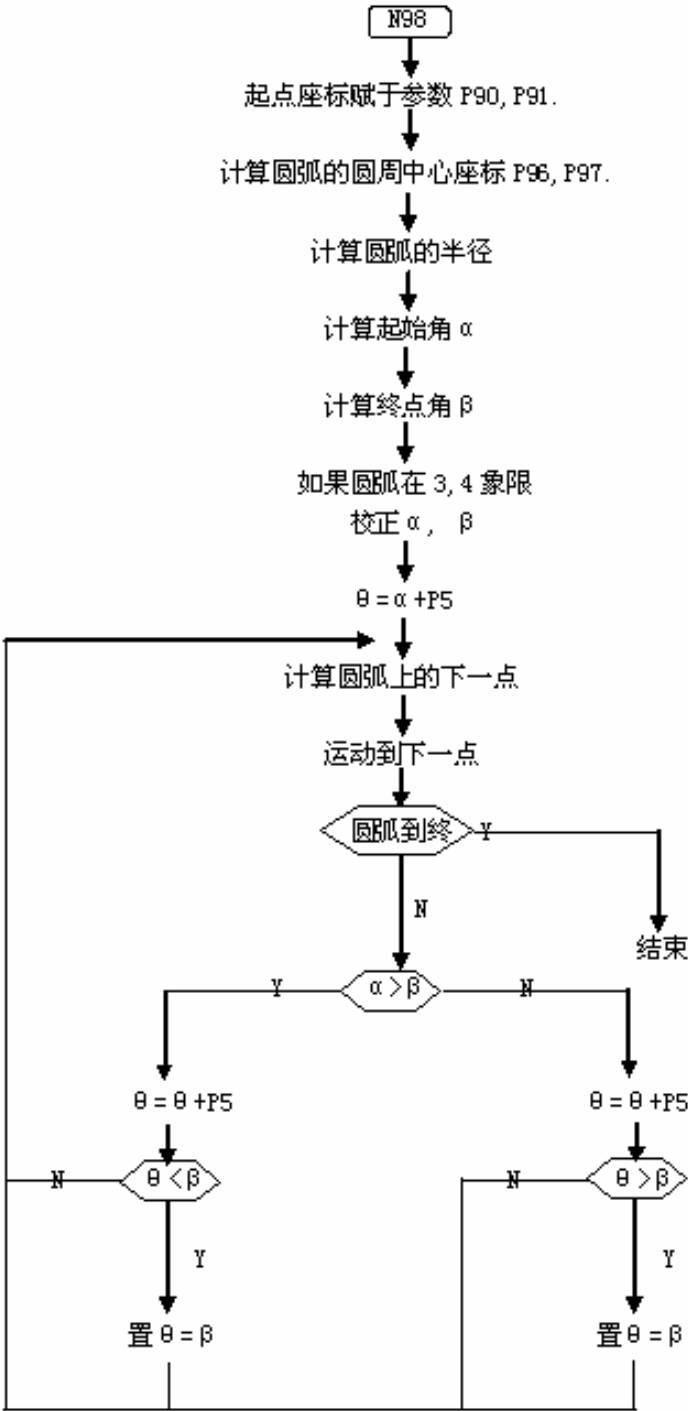 N98
起点座标赋于参数 P90, P91.
计算圆弧的圆周中心座标 P96, P97.
计算圆弧的半径
计算起始角 α
计算终点角 β
如果圆弧在 3, 4 象限
校正 α, β
θ = α +P5
计算圆弧上的下一点
运动到下一点
圆弧到终 Y
N
结束
Y α > β N
θ = θ +P5 θ = θ +P5
N θ < β N θ > β
Y Y
置 θ = β 置 θ = β